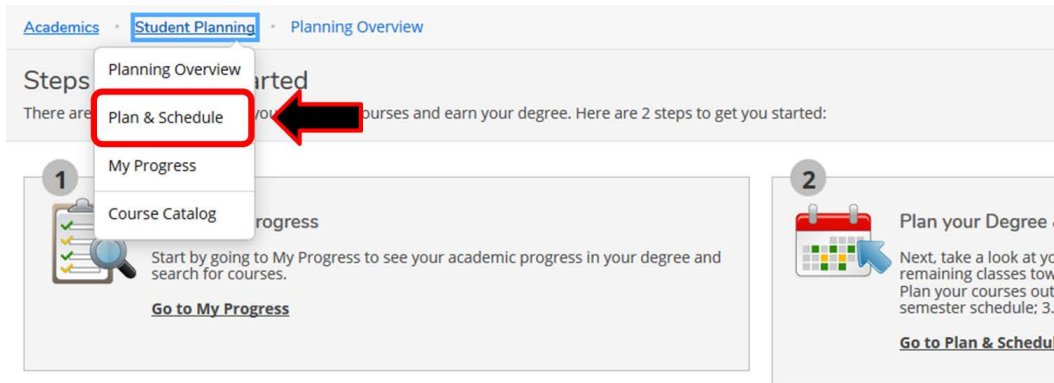 Academics · Student Planning · Planning Overview
Planning Overview
Steps arted
There are you ourses and earn your degree. Here are 2 steps to get you started:
Plan & Schedule
My Progress
Course Catalog
1
rogress
Start by going to My Progress to see your academic progress in your degree and
search for courses.
Go to My Progress
2
Plan your Degree
Next, take a look at yo
remaining classes tow
Plan your courses out
semester schedule; 3.
Go to Plan & Schedul